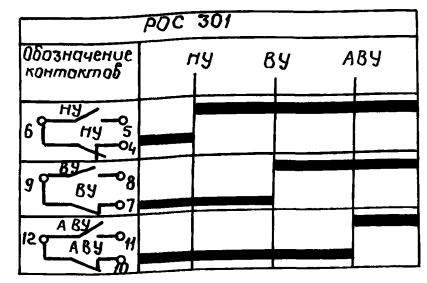 РОС 301
Обозначение
контактов
НУ
ВУ
АВУ
НУ
6
5
НУ
4
ВУ
9
8
ВУ
7
АВУ
12
11
АВУ
10